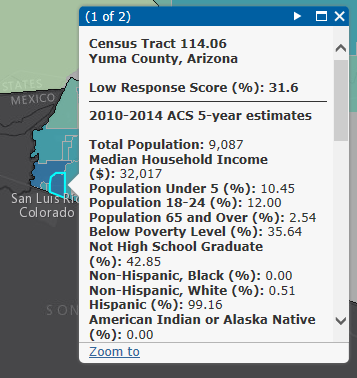 (1 of 2)
Census Tract 114.06
Yuma County, Arizona
Low Response Score (%): 31.6
2010-2014 ACS 5-year estimates
Total Population: 9,087
Median Household Income
($): 32,017
Population Under 5 (%): 10.45
Population 18-24 (%): 12.00
Population 65 and Over (%): 2.54
Below Poverty Level (%): 35.64
Not High School Graduate
(%): 42.85
Non-Hispanic, Black (%): 0.00
Non-Hispanic, White (%): 0.51
Hispanic (%): 99.16
American Indian or Alaska Native
(%): 0.00
Zoom to
STATES
MEXICO
San Luis Río
Colorado
SON